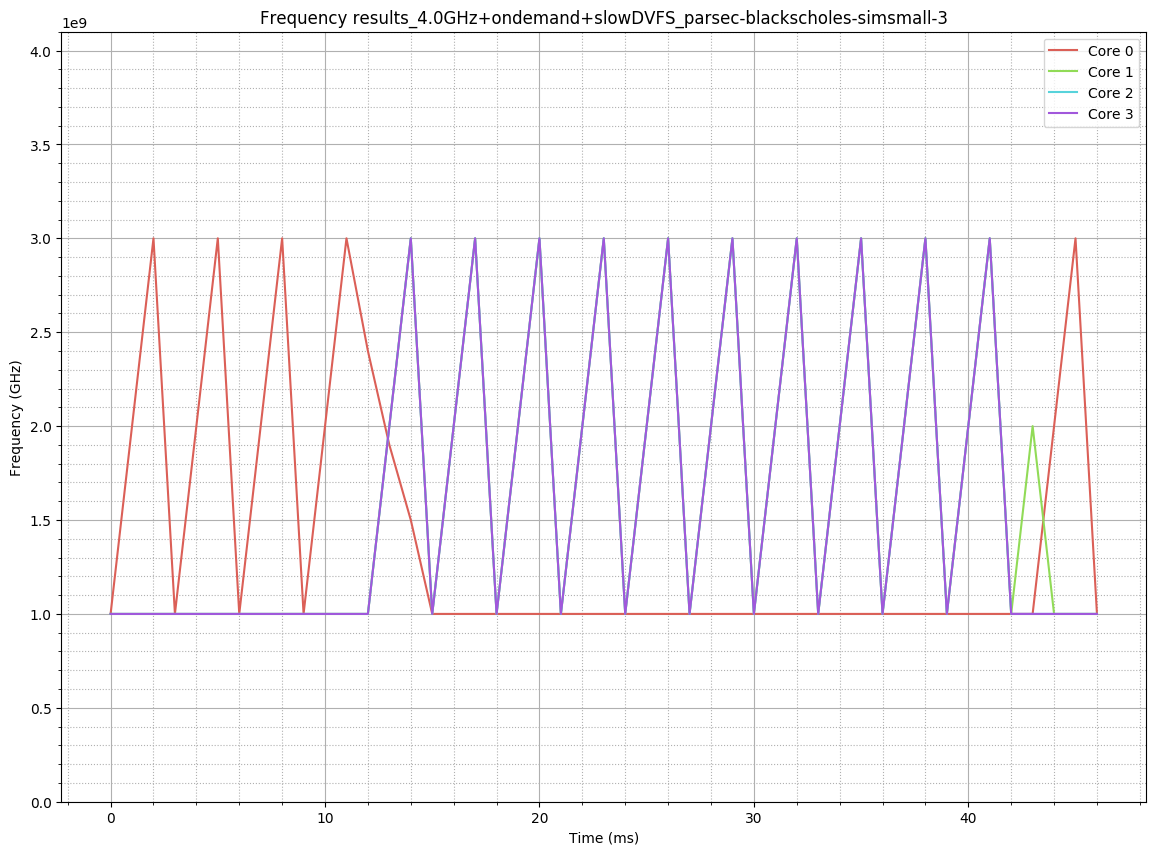 Frequency results_4.0GHz+ondemand+slowDVFS_parsec-blackscholes-simsmall-3
1e9
4.0
3.5
3.0
2.5
2.0
1.5
1.0
0.5
0.0
Frequency (GHz)
Core 0
Core 1
Core 2
Core 3
0 10 20 30 40
Time (ms)